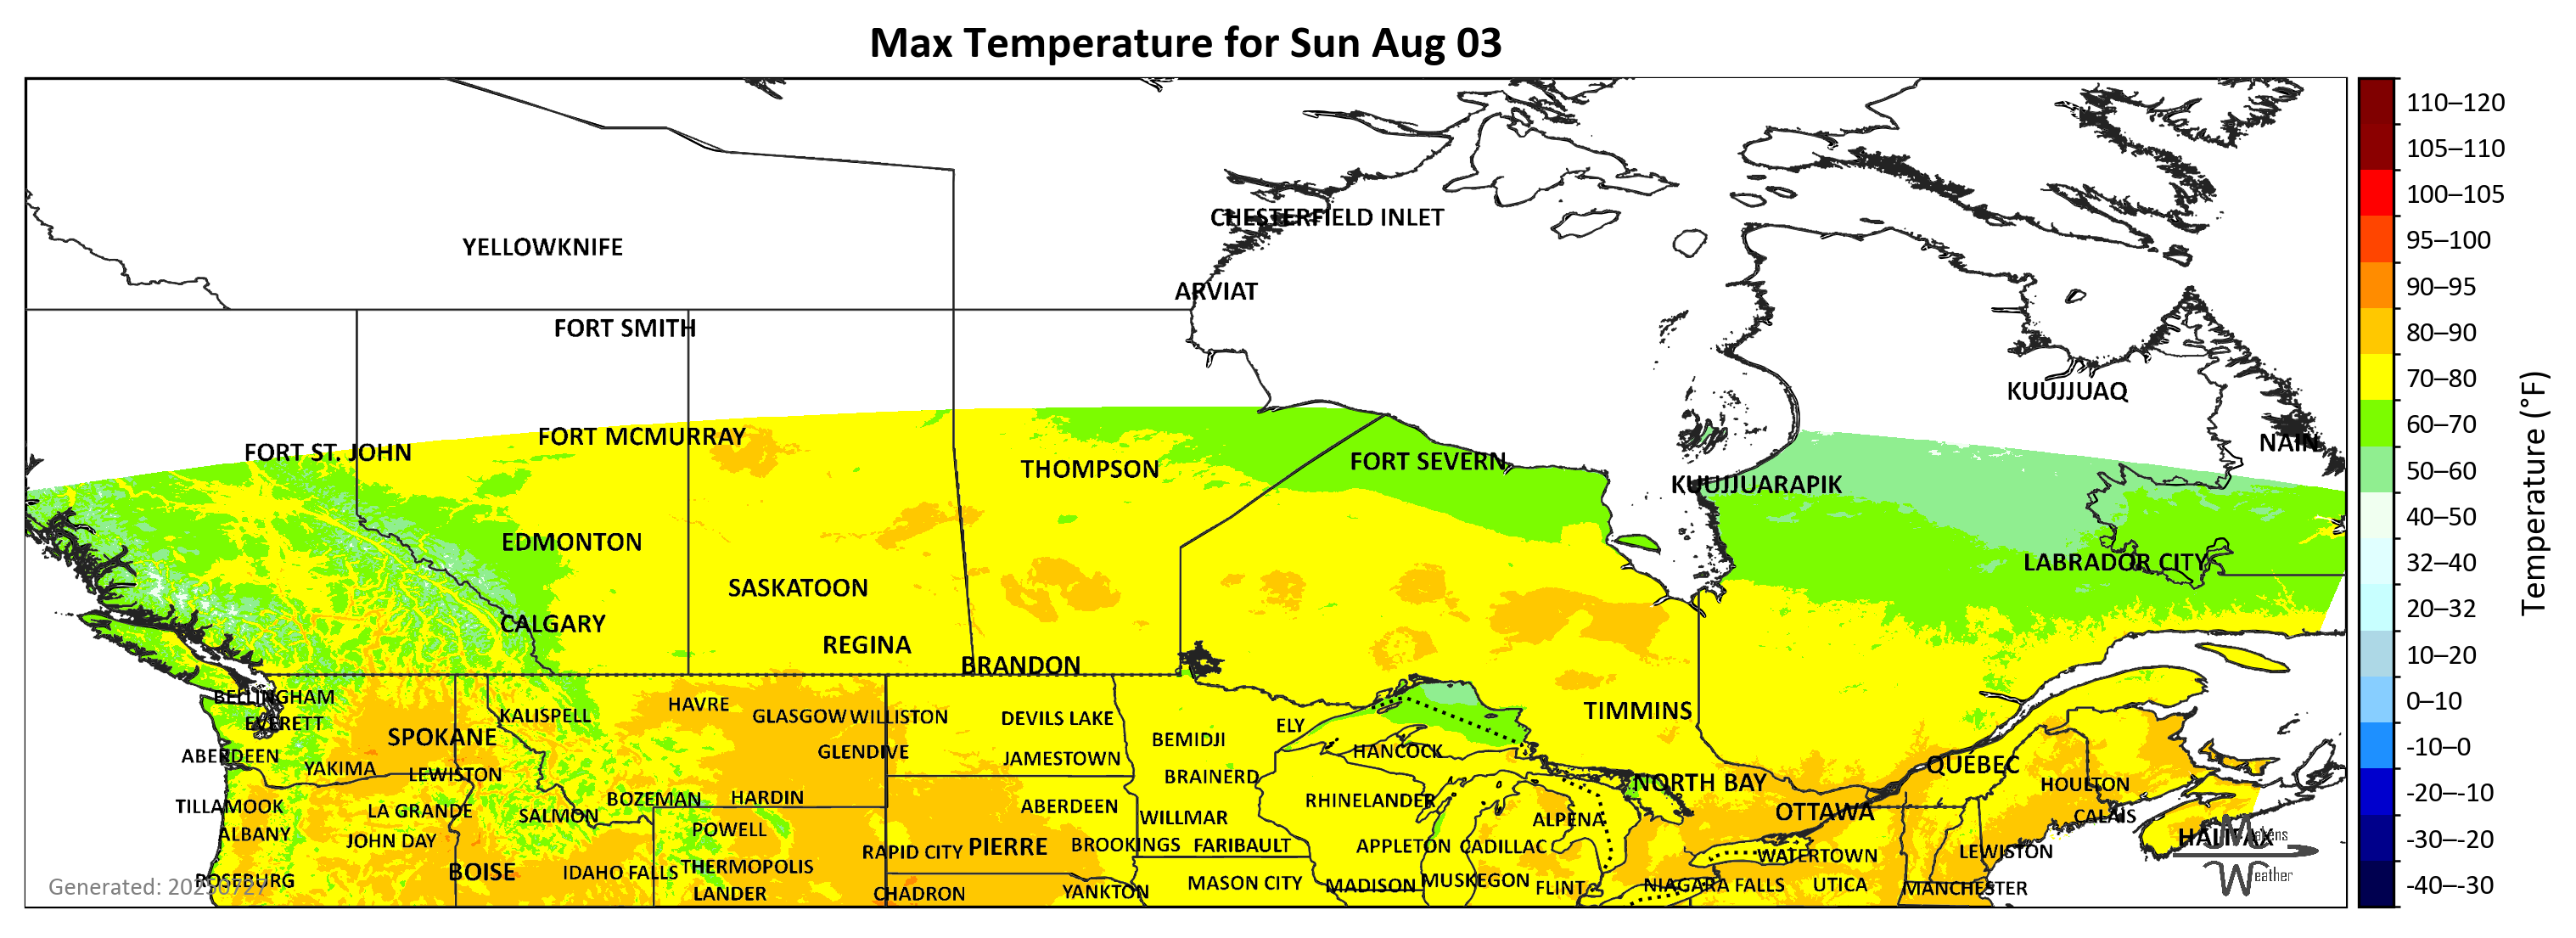 Max Temperature for Sun Aug 03
CHESTERFIELD INLET
YELLOWKNIFE
ARVIAT
FORT SMITH
KUUJJUAQ
FORT MCMURRAY
NAIN
FORT ST. JOHN
FORT SEVERN
THOMPSON
KUUJJUARAPIK
EDMONTON
LABRADOR CITY
SASKATOON
CALGARY
REGINA
BRANDON
BELLINGHAM
HAVRE
KALISPELL
GLASGOW
WILLISTON
DEVILS LAKE
TIMMINS
EVERETT
ELY
SPOKANE
BEMIDJI
HANCOCK
GLENDIVE
ABERDEEN
JAMESTOWN
QUÉBEC
YAKIMA
LEWISTON
BRAINERD
NORTH BAY
HOULTON
BOZEMAN
HARDIN
RHINELANDER
TILLAMOOK
ABERDEEN
LA GRANDE
SALMON
WILLMAR
ALPENA
OTTAWA
CALAIS
POWELL
ALBANY
HALIFAX
JOHN DAY
BROOKINGS
FARIBAULT
APPLETON
CADILLAC
PIERRE
RAPID CITY
LEWISTON
WATERTOWN
THERMOPOLIS
BOISE
IDAHO FALLS
ROSEBURG
MUSKEGON
MASON CITY
MADISON
FLINT
NIAGARA FALLS
UTICA
MANCHESTER
LANDER
CHADRON
YANKTON
Generated: 20250727
Makens
Weather
110–120
105–110
100–105
95–100
90–95
80–90
70–80
60–70
50–60
40–50
32–40
20–32
10–20
0–10
-10–0
-20–-10
-30–-20
-40–-30
Temperature (°F)